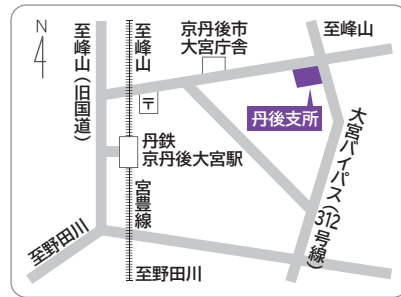 N
至峰山(旧国道)
至峰山
京丹後市
大宮庁舎
至峰山
〒
丹後支所
丹鉄
京丹後大宮駅
大宮バイパス(312号線)
宮豊線
至野田川
至野田川